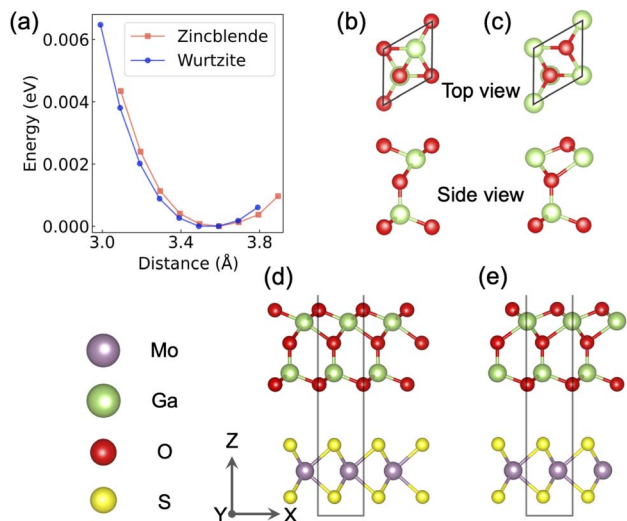 (a)
Energy (eV)
0.006
0.004
0.002
0.000
3.0 3.4 3.8
Distance (Å)
Zincblende
Wurtzite
(b)
(c)
Top view
Side view
(d)
(e)
Mo
Ga
O
S
Z
Y
X